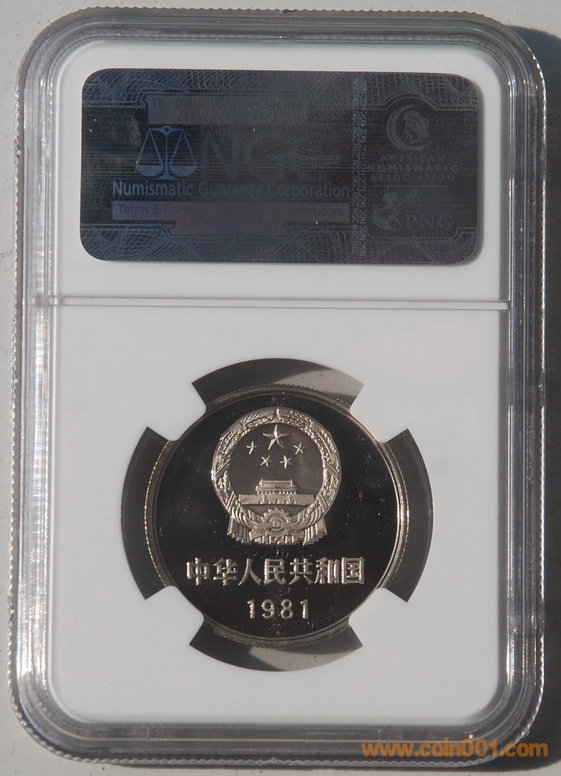 NGC
Numismatic Guaranty Corporation
AMERICAN
NUMISMATIC
ASSOCIATION
PNG
中华人民共和国
1981
www.coin001.com